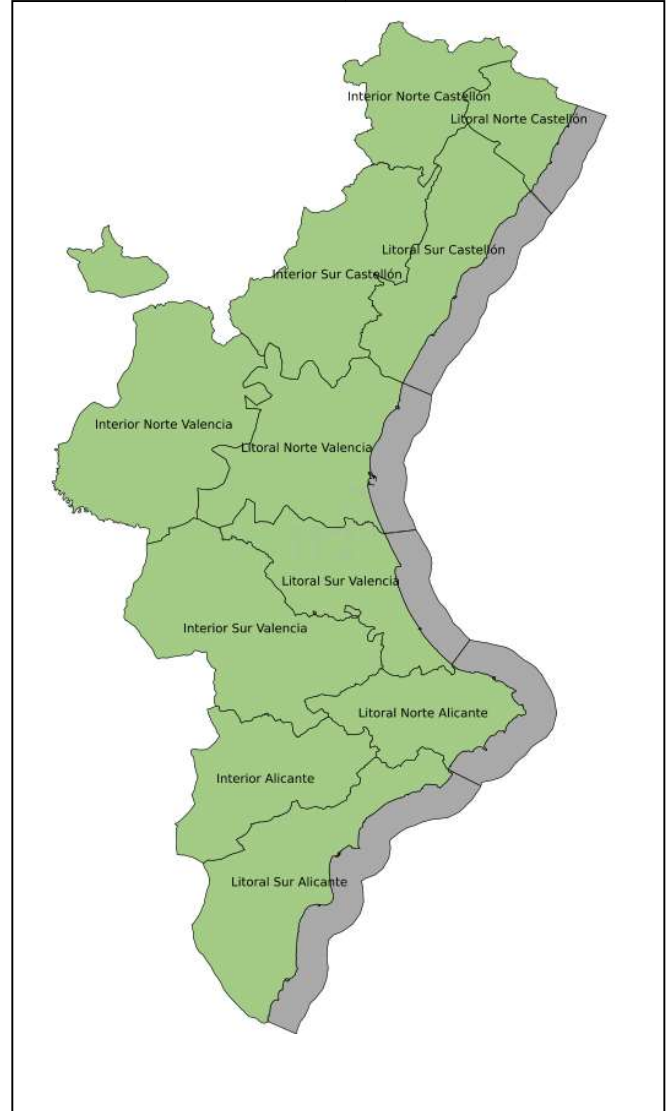 Interior Norte Castellón
Litoral Norte Castellón
Litoral Sur Castellón
Interior Sur Castellón
Interior Norte Valencia
Litoral Norte Valencia
Litoral Sur Valencia
Interior Sur Valencia
Litoral Norte Alicante
Interior Alicante
Litoral Sur Alicante